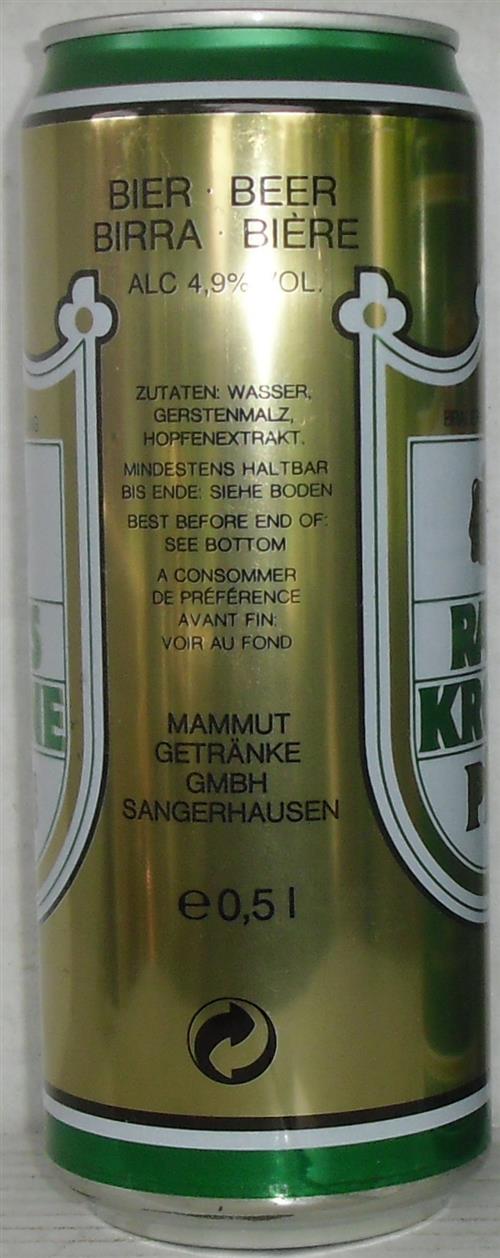 BIER · BEER
BIRRA · BIÈRE
ALC 4,9% VOL.
ZUTATEN: WASSER,
GERSTENMALZ,
HOPFENEXTRAKT.
MINDESTENS HALTBAR
BIS ENDE: SIEHE BODEN
BEST BEFORE END OF:
SEE BOTTOM
A CONSOMMER
DE PRÉFÉRENCE
AVANT FIN:
VOIR AU FOND
MAMMUT
GETRÄNKE
GMBH
SANGERHAUSEN
℮ 0,5 l